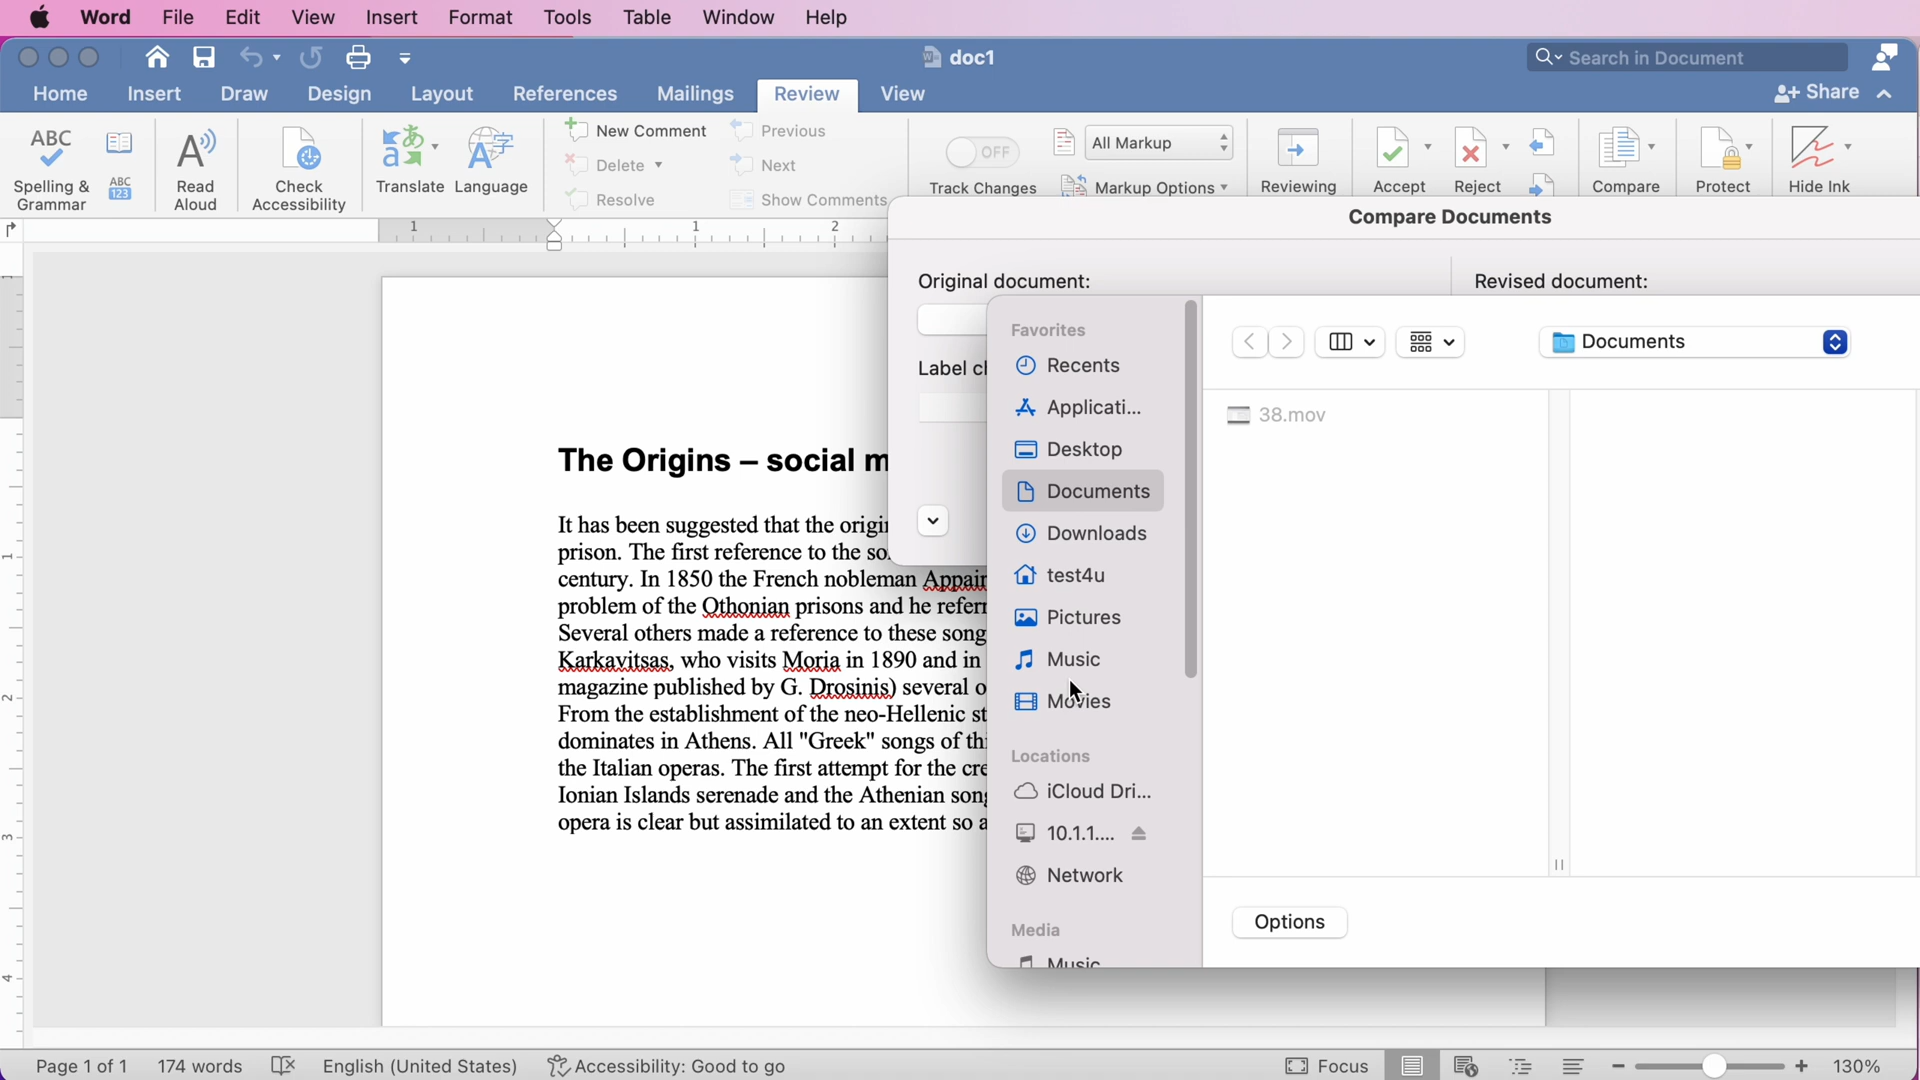 Word File Edit View Insert Format Tools Table Window Help
doc1
Search in Document
Home Insert Draw Design Layout References Mailings Review View
Share
ABC
Spelling &
Grammar
ABC
123
Read
Aloud
Check
Accessibility
Translate
Language
New Comment
Delete
Resolve
Previous
Next
Show Comments
OFF
Track Changes
All Markup
Markup Options
Reviewing
Accept
Reject
Compare
Protect
Hide Ink
1 1 2
Compare Documents
Original document:
Revised document:
Label ch
Favorites
Recents
Applicati...
Desktop
Documents
Downloads
test4u
Pictures
Music
Movies
Locations
iCloud Dri...
10.1.1....
Network
Media
Music
Documents
38.mov
Options
The Origins – social m
It has been suggested that the origi
prison. The first reference to the so
century. In 1850 the French nobleman Appair
problem of the Othonian prisons and he refer
Several others made a reference to these song
Karkavitsas, who visits Moria in 1890 and in
magazine published by G. Drosinis) several o
From the establishment of the neo-Hellenic st
dominates in Athens. All "Greek" songs of thi
the Italian operas. The first attempt for the cre
Ionian Islands serenade and the Athenian song
opera is clear but assimilated to an extent so a
1
2
3
4
Page 1 of 1 174 words English (United States) Accessibility: Good to go Focus 130%